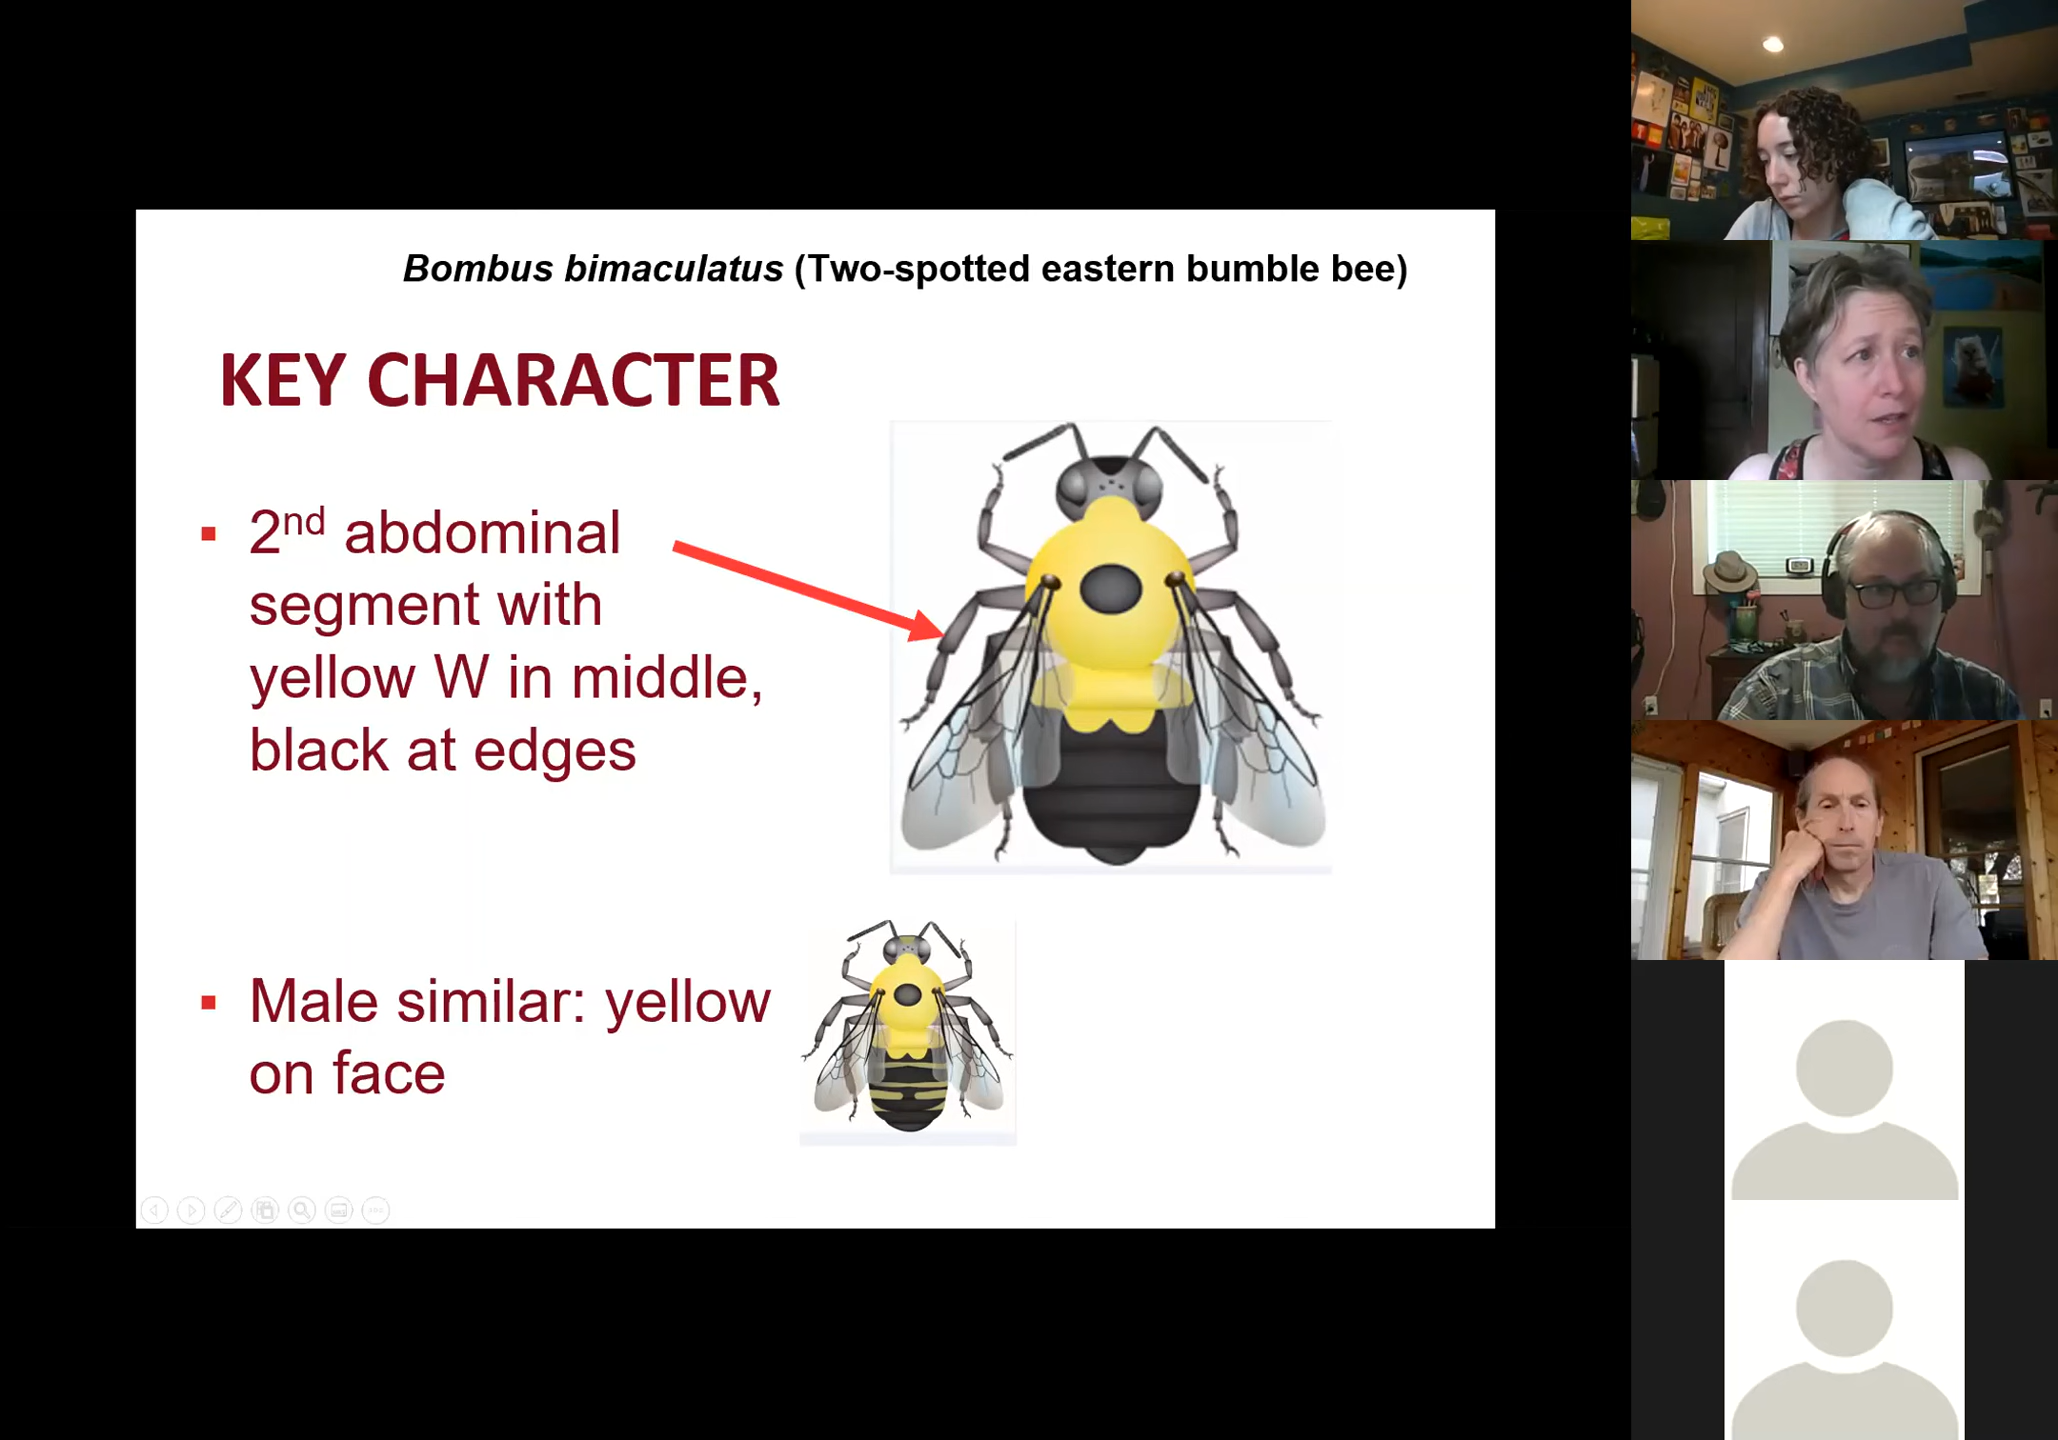 Bombus bimaculatus (Two-spotted eastern bumble bee)
KEY CHARACTER
▪ 2nd abdominal
segment with
yellow W in middle,
black at edges
▪ Male similar: yellow
on face